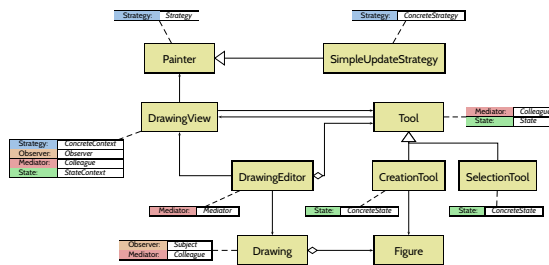 Strategy: Strategy
Strategy: ConcreteStrategy
Painter
SimpleUpdateStrategy
DrawingView
Tool
Mediator: Colleague
State: State
Strategy: ConcreteContext
Observer: Observer
Mediator: Colleague
State: StateContext
DrawingEditor
CreationTool
SelectionTool
Mediator: Mediator
State: ConcreteState
State: ConcreteState
Observer: Subject
Mediator: Colleague
Drawing
Figure